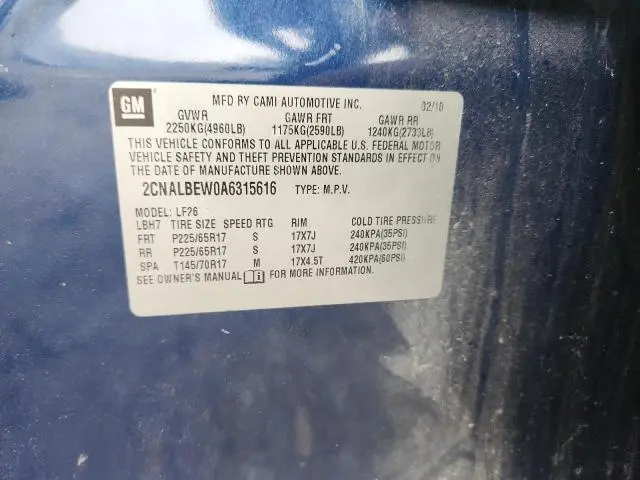 GM
MFD BY CAMI AUTOMOTIVE INC. 02/10
GVWR GAWR FRT GAWR RR
2250KG(4960LB) 1175KG(2590LB) 1240KG(2733LB)
THIS VEHICLE CONFORMS TO ALL APPLICABLE U.S. FEDERAL MOTOR
VEHICLE SAFETY AND THEFT PREVENTION STANDARDS IN EFFECT ON
THE DATE OF MANUFACTURE SHOWN ABOVE.
2CNALBEW0A6315616 TYPE: M.P.V.
MODEL: LF26
LBH7 TIRE SIZE SPEED RTG RIM COLD TIRE PRESSURE
FRT P225/65R17 S 17X7J 240KPA(35PSI)
RR P225/65R17 S 17X7J 240KPA(35PSI)
SPA T145/70R17 M 17X4.5T 420KPA(60PSI)
SEE OWNER'S MANUAL FOR MORE INFORMATION.